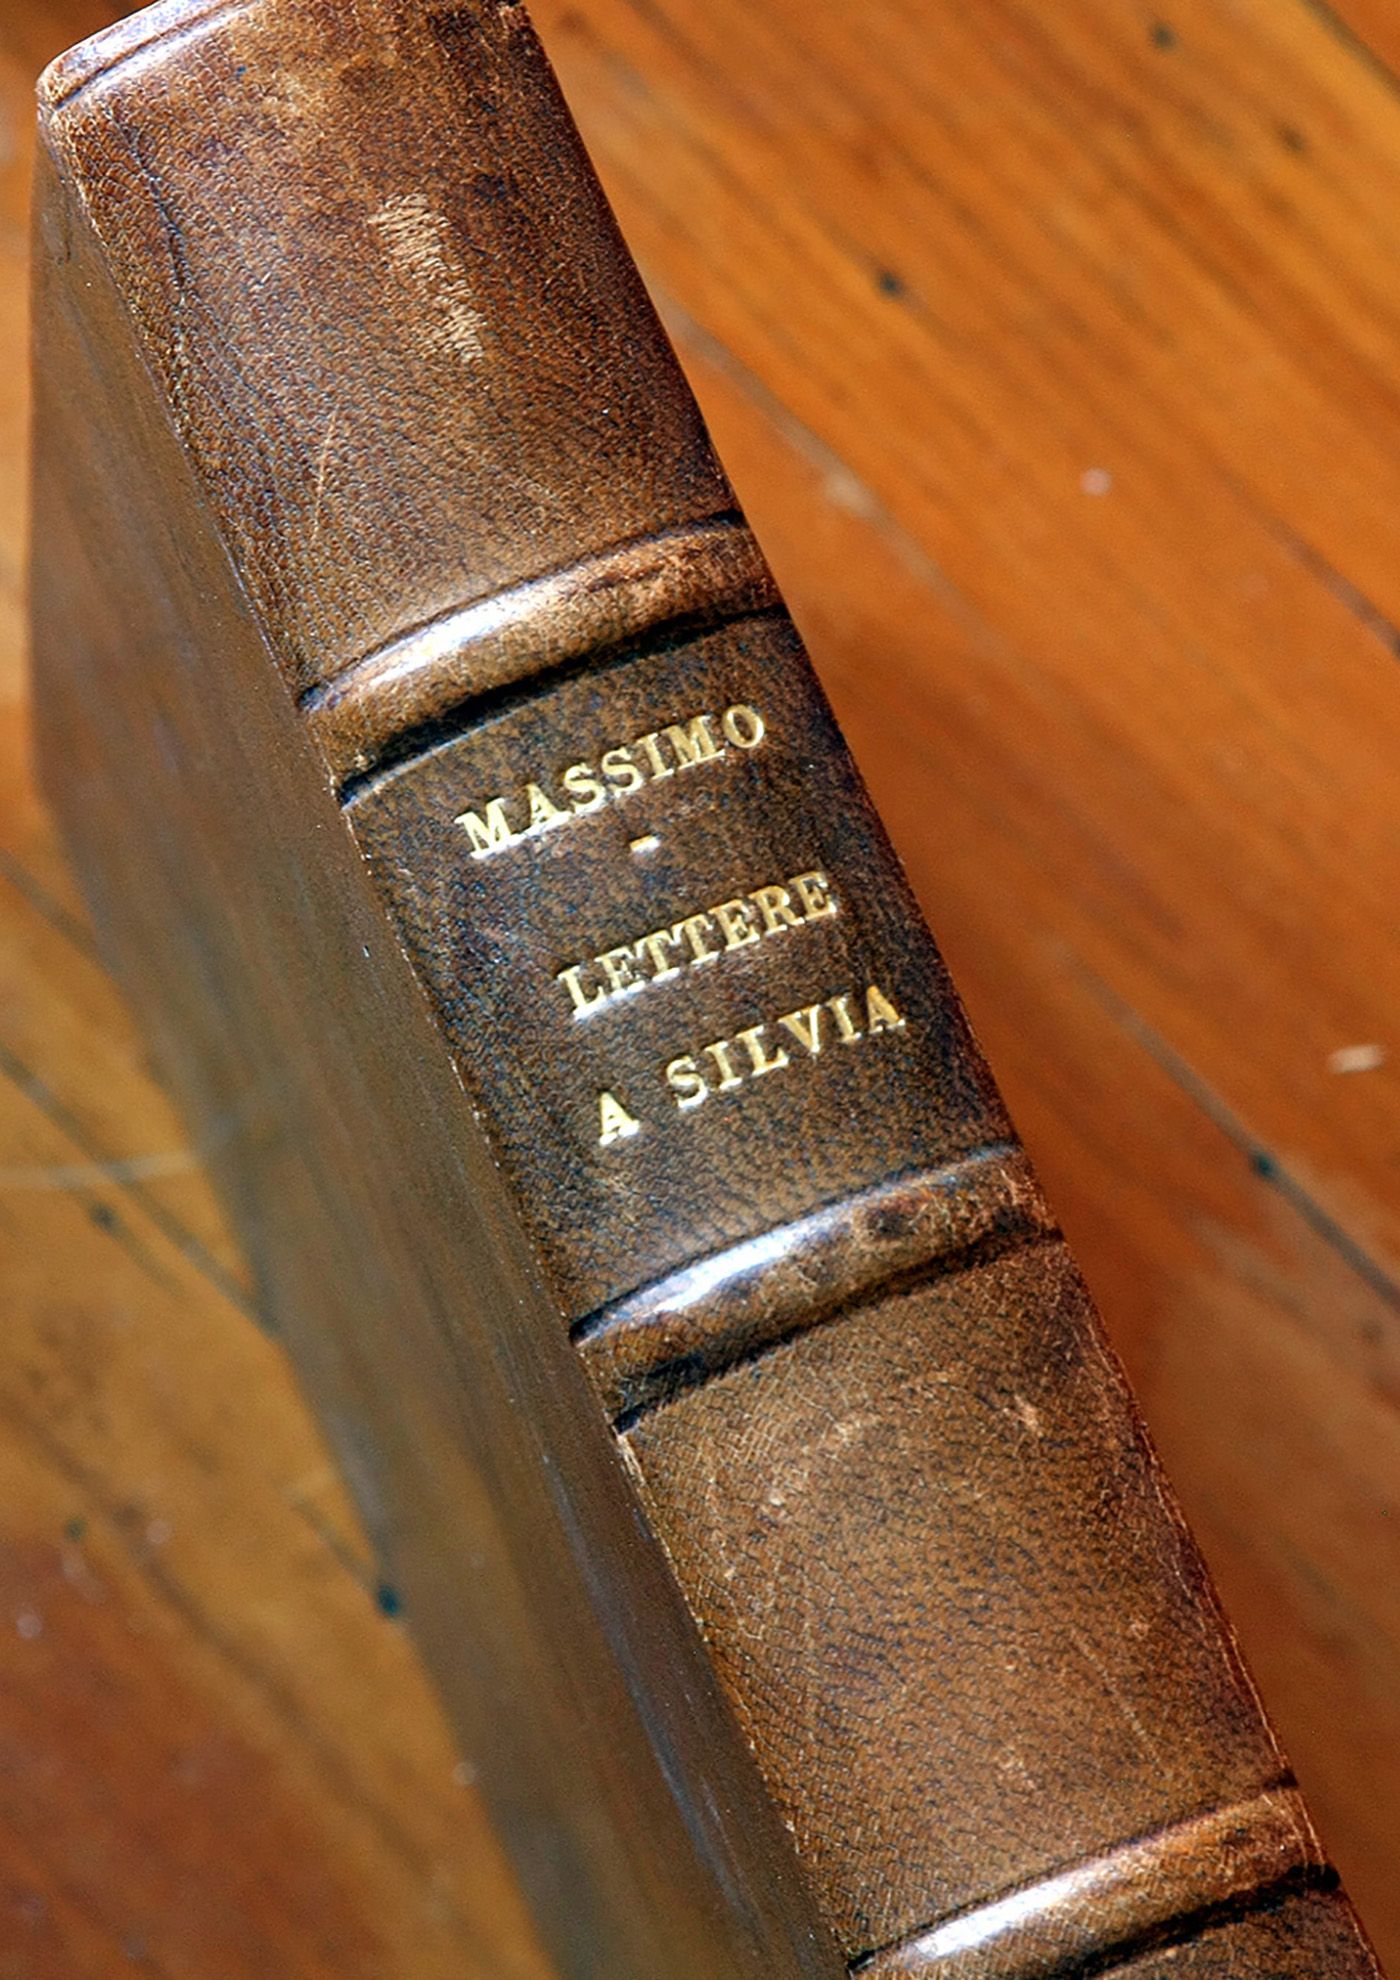 MASSIMO
-
LETTERE
A SILVIA